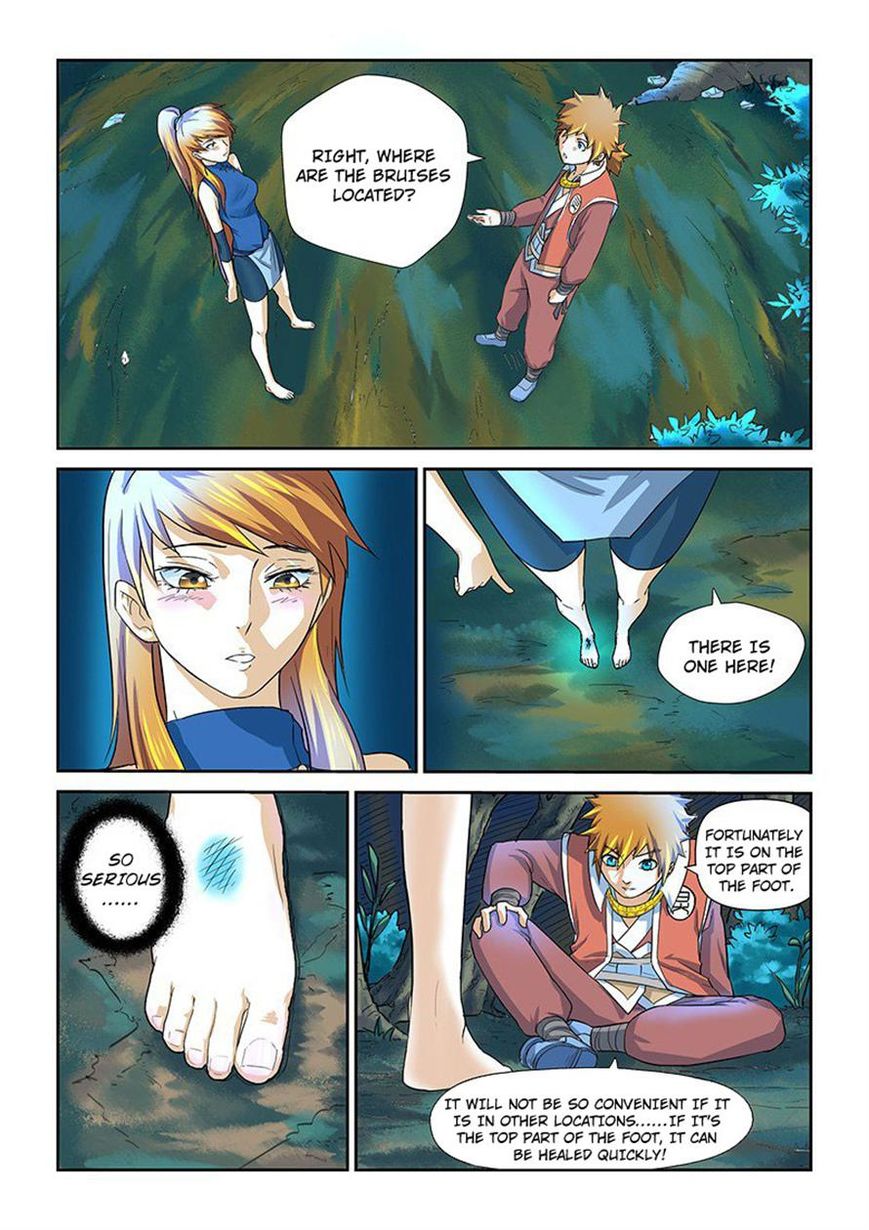 RIGHT, WHERE
ARE THE BRUISES
LOCATED?
THERE IS
ONE HERE!
SO
SERIOUS
......
FORTUNATELY
IT IS ON THE
TOP PART OF
THE FOOT.
IT WILL NOT BE SO CONVENIENT IF IT
IS IN OTHER LOCATIONS......IF IT'S
THE TOP PART OF THE FOOT, IT CAN
BE HEALED QUICKLY!